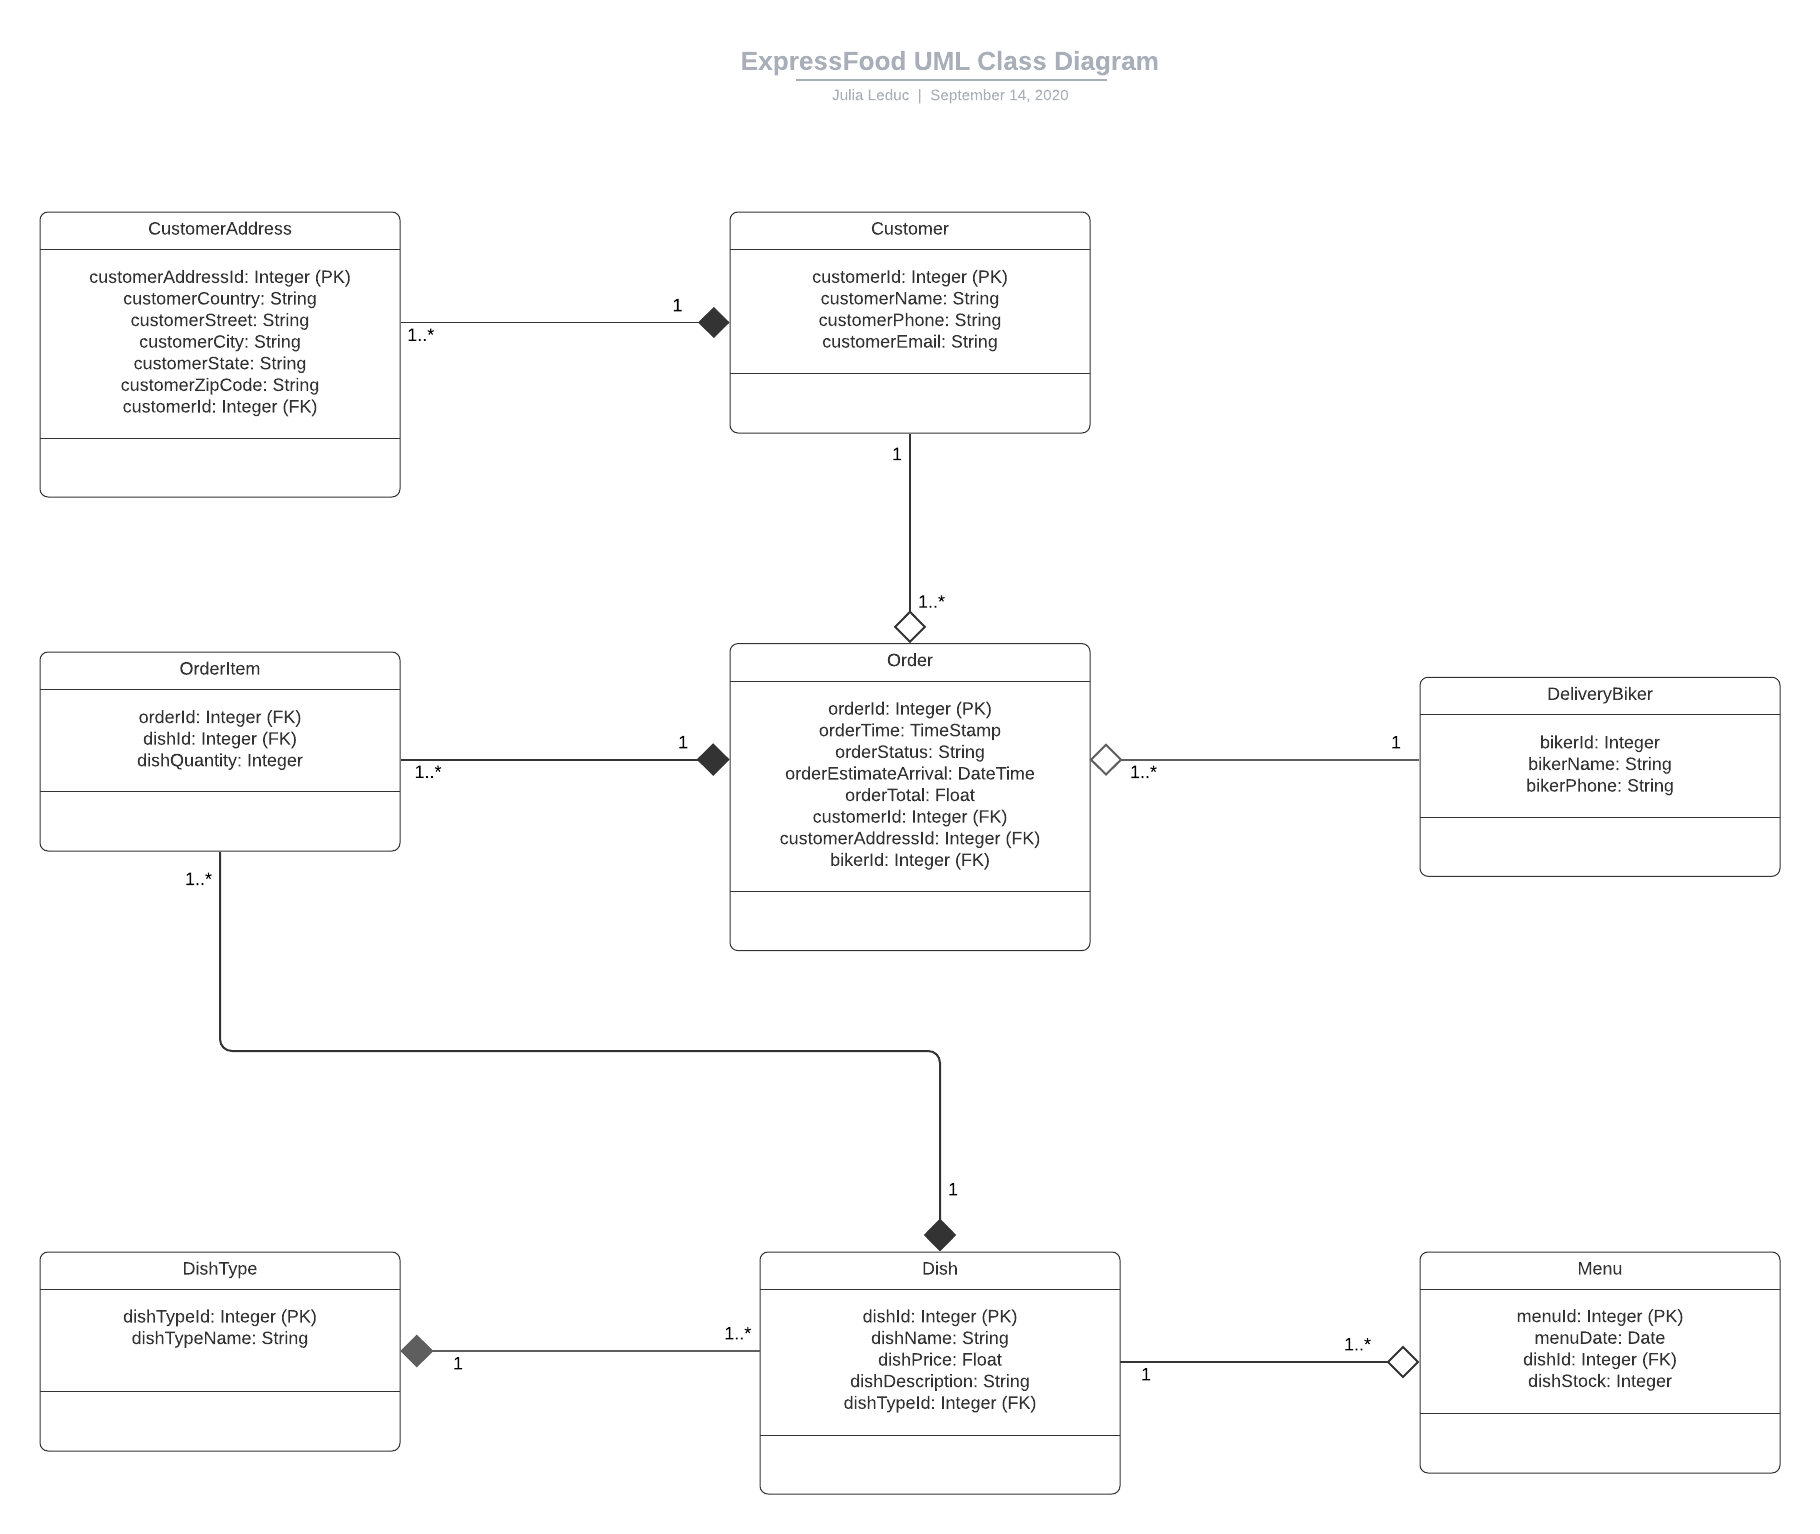 ExpressFood UML Class Diagram
Julia Leduc | September 14, 2020
CustomerAddress
customerAddressId: Integer (PK)
customerCountry: String
customerStreet: String
customerCity: String
customerState: String
customerZipCode: String
customerId: Integer (FK)
1..*
1
Customer
customerId: Integer (PK)
customerName: String
customerPhone: String
customerEmail: String
1
1..*
OrderItem
orderId: Integer (FK)
dishId: Integer (FK)
dishQuantity: Integer
1..*
1
Order
orderId: Integer (PK)
orderTime: TimeStamp
orderStatus: String
orderEstimateArrival: DateTime
orderTotal: Float
customerId: Integer (FK)
customerAddressId: Integer (FK)
bikerId: Integer (FK)
1..*
1
DeliveryBiker
bikerId: Integer
bikerName: String
bikerPhone: String
1..*
1
DishType
dishTypeId: Integer (PK)
dishTypeName: String
1
1..*
Dish
dishId: Integer (PK)
dishName: String
dishPrice: Float
dishDescription: String
dishTypeId: Integer (FK)
1
1..*
Menu
menuId: Integer (PK)
menuDate: Date
dishId: Integer (FK)
dishStock: Integer